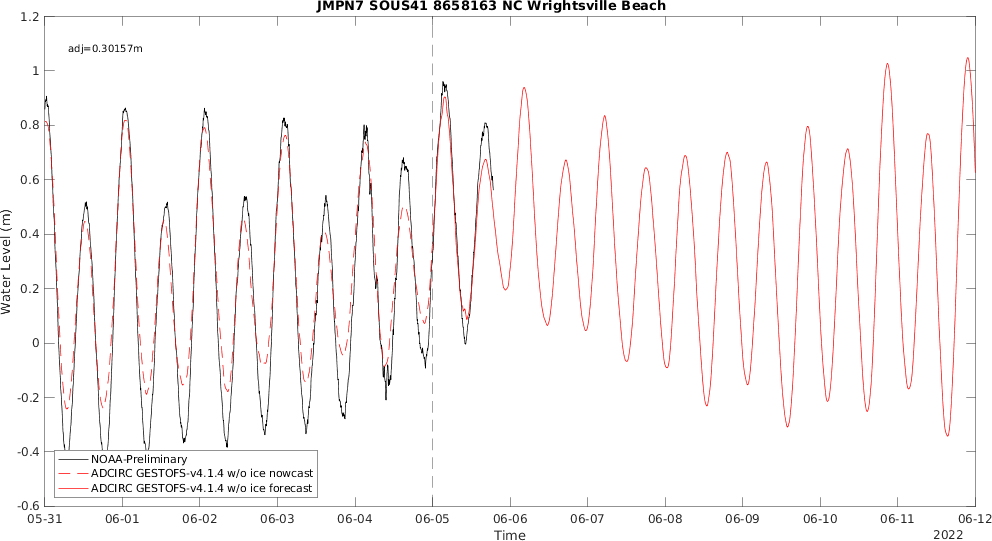 JMPN7 SOUS41 8658163 NC Wrightsville Beach
1.2
adj=0.30157m
1
0.8
0.6
0.4
0.2
0
-0.2
-0.4
-0.6
Water Level (m)
NOAA-Preliminary
ADCIRC GESTOFS-v4.1.4 w/o ice nowcast
ADCIRC GESTOFS-v4.1.4 w/o ice forecast
05-31 06-01 06-02 06-03 06-04 06-05 06-06 06-07 06-08 06-09 06-10 06-11 06-12
Time
2022